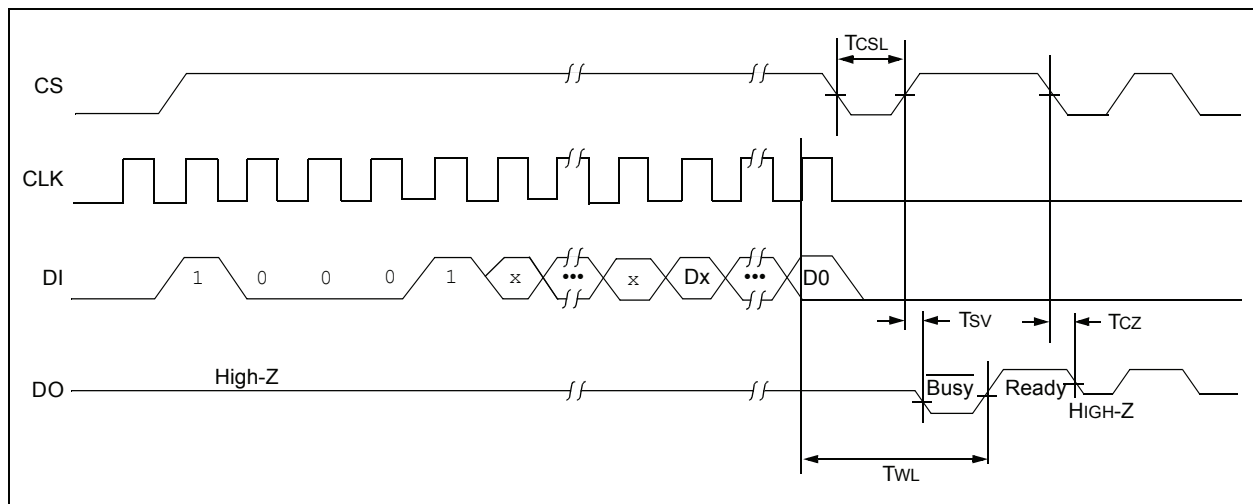 TCSL
CS
CLK
DI 1 0 0 0 1 x ••• x Dx ••• D0
TSV TCZ
High-Z
DO Busy Ready
HIGH-Z
TWL